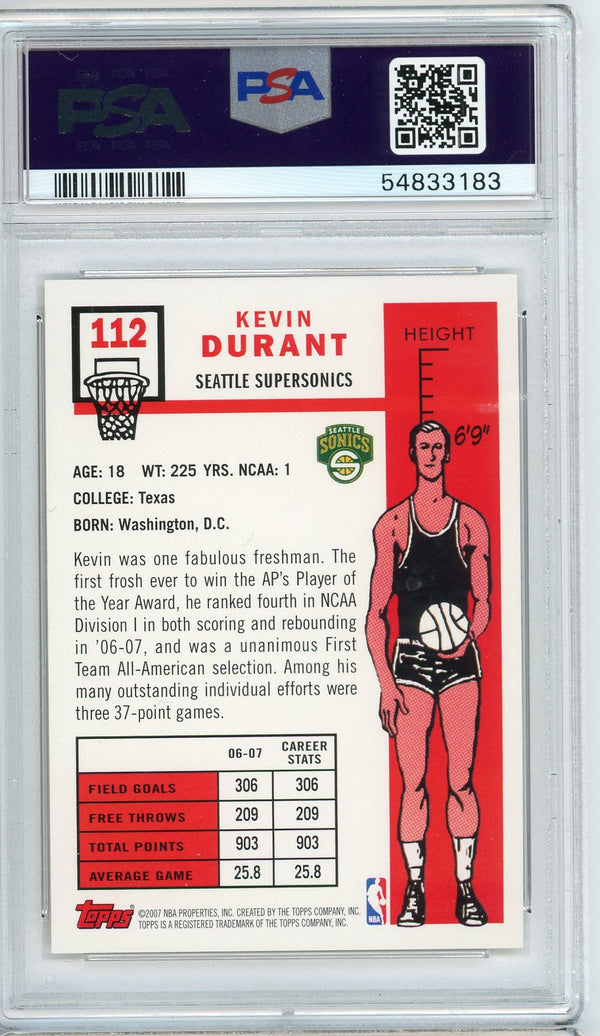 PSA
PSA
54833183
112
KEVIN
DURANT
SEATTLE SUPERSONICS
HEIGHT
6'9"
SEATTLE
SONICS
AGE: 18 WT: 225 YRS. NCAA: 1
COLLEGE: Texas
BORN: Washington, D.C.
Kevin was one fabulous freshman. The
first frosh ever to win the AP's Player of
the Year Award, he ranked fourth in NCAA
Division I in both scoring and rebounding
in '06-07, and was a unanimous First
Team All-American selection. Among his
many outstanding individual efforts were
three 37-point games.
06-07 CAREER STATS
FIELD GOALS 306 306
FREE THROWS 209 209
TOTAL POINTS 903 903
AVERAGE GAME 25.8 25.8
Topps
©2007 NBA PROPERTIES, INC. CREATED BY THE TOPPS COMPANY, INC.
TOPPS IS A REGISTERED TRADEMARK OF THE TOPPS COMPANY, INC.
NBA